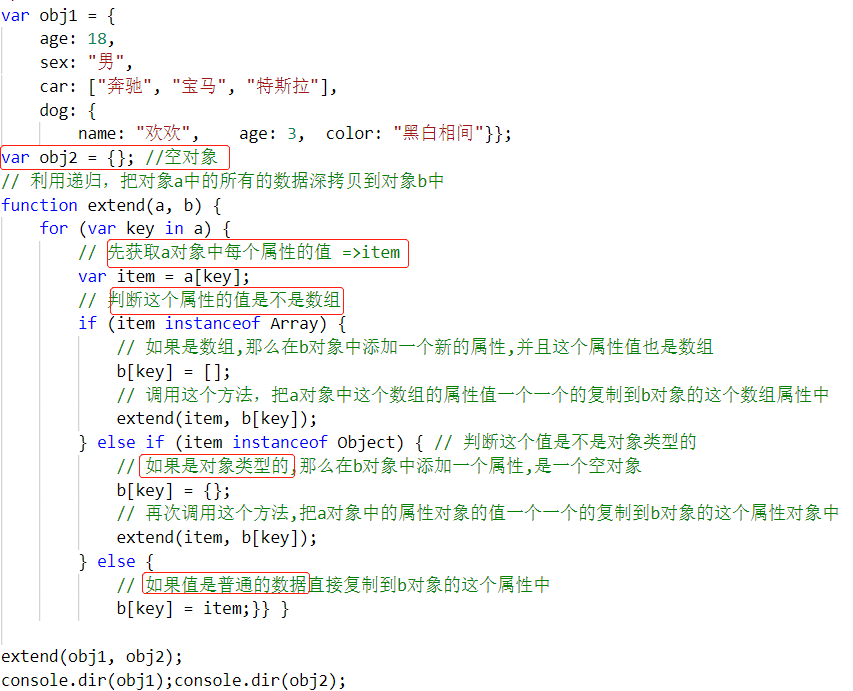 var obj1 = {
    age: 18,
    sex: "男",
    car: ["奔驰", "宝马", "特斯拉"],
    dog: {
        name: "欢欢",    age: 3,  color: "黑白相间"}};
var obj2 = {}; //空对象
// 利用递归，把对象a中的所有的数据深拷贝到对象b中
function extend(a, b) {
    for (var key in a) {
        // 先获取a对象中每个属性的值 =>item
        var item = a[key];
        // 判断这个属性的值是不是数组
        if (item instanceof Array) {
            // 如果是数组,那么在b对象中添加一个新的属性,并且这个属性值也是数组
            b[key] = [];
            // 调用这个方法，把a对象中这个数组的属性值一个一个的复制到b对象的这个数组属性中
            extend(item, b[key]);
        } else if (item instanceof Object) { // 判断这个值是不是对象类型的
            // 如果是对象类型的,那么在b对象中添加一个属性,是一个空对象
            b[key] = {};
            // 再次调用这个方法,把a对象中的属性对象的值一个一个的复制到b对象的这个属性对象中
            extend(item, b[key]);
        } else {
            // 如果值是普通的数据直接复制到b对象的这个属性中
            b[key] = item;}} }
extend(obj1, obj2);
console.dir(obj1);console.dir(obj2);